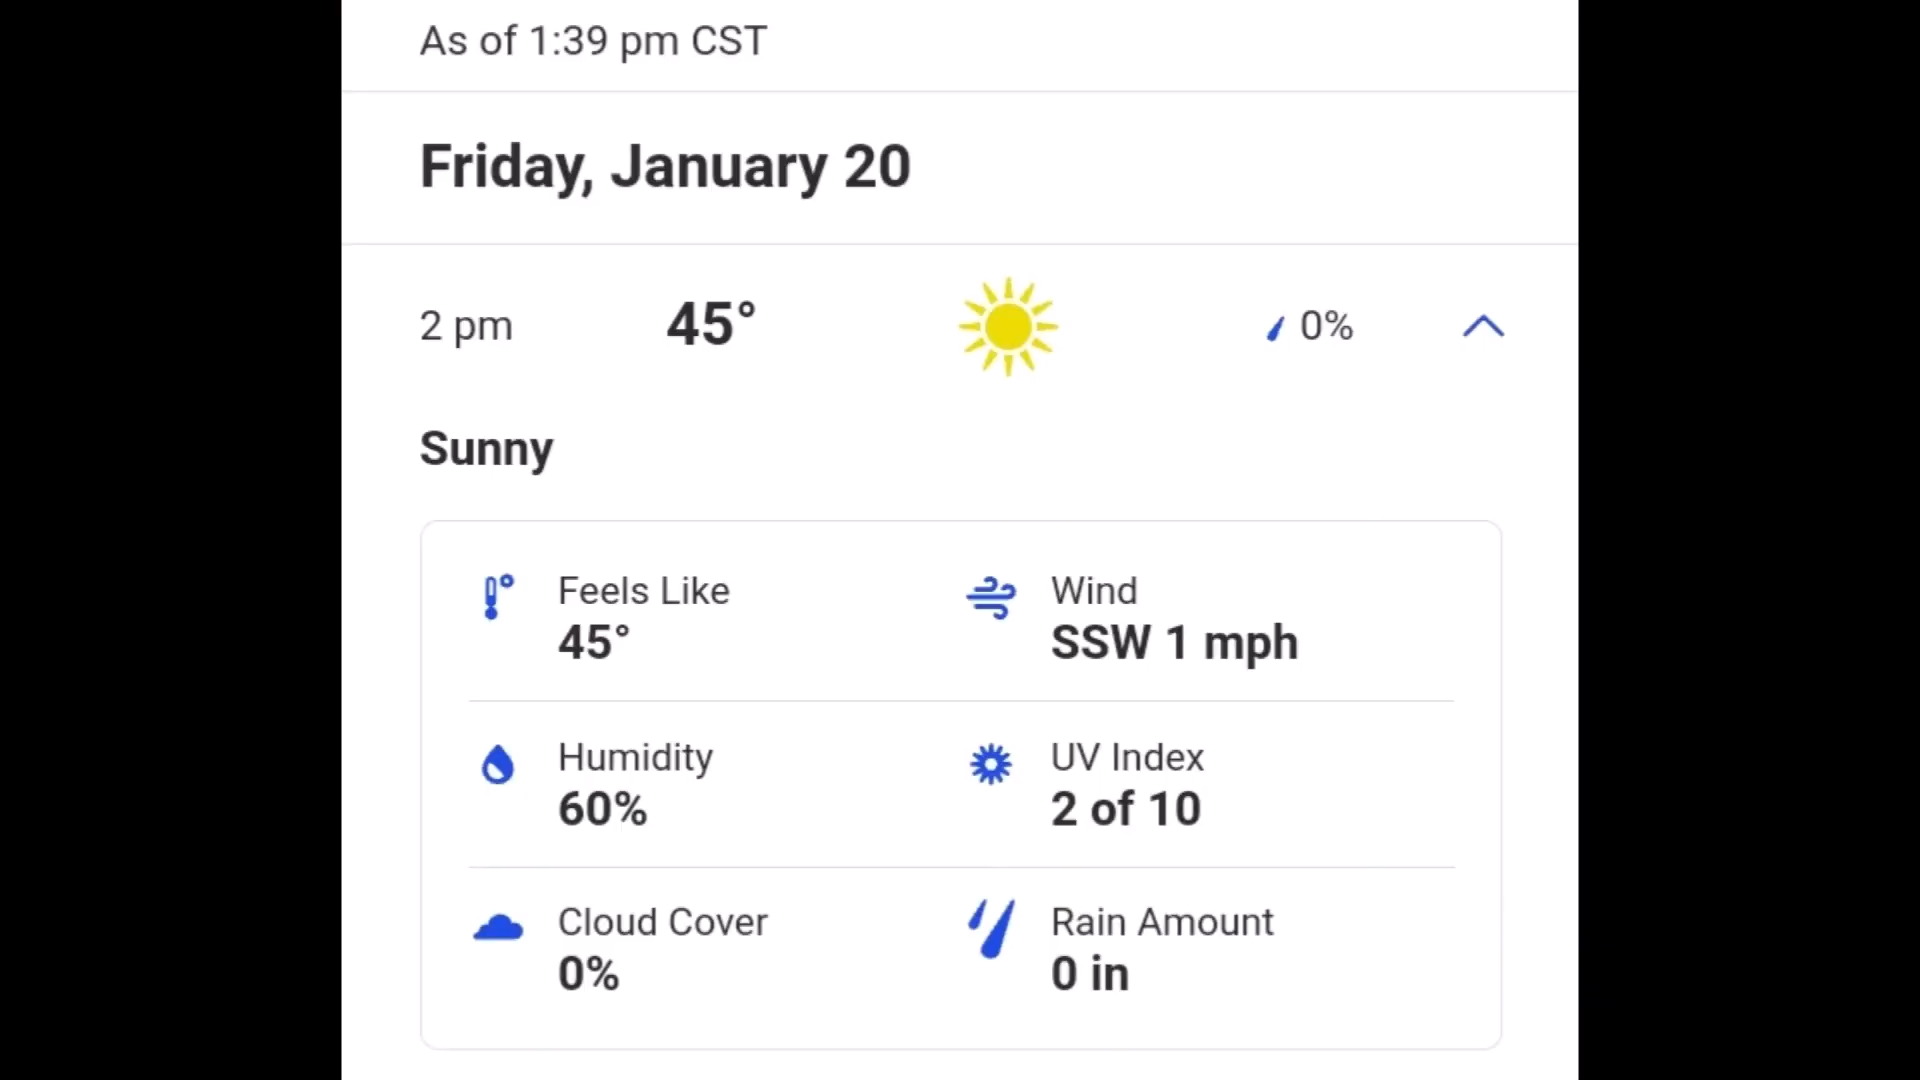 As of 1:39 pm CST
Friday, January 20
2 pm 45° 0%
Sunny
Feels Like Wind
45° SSW 1 mph
Humidity UV Index
60% 2 of 10
Cloud Cover Rain Amount
0% 0 in